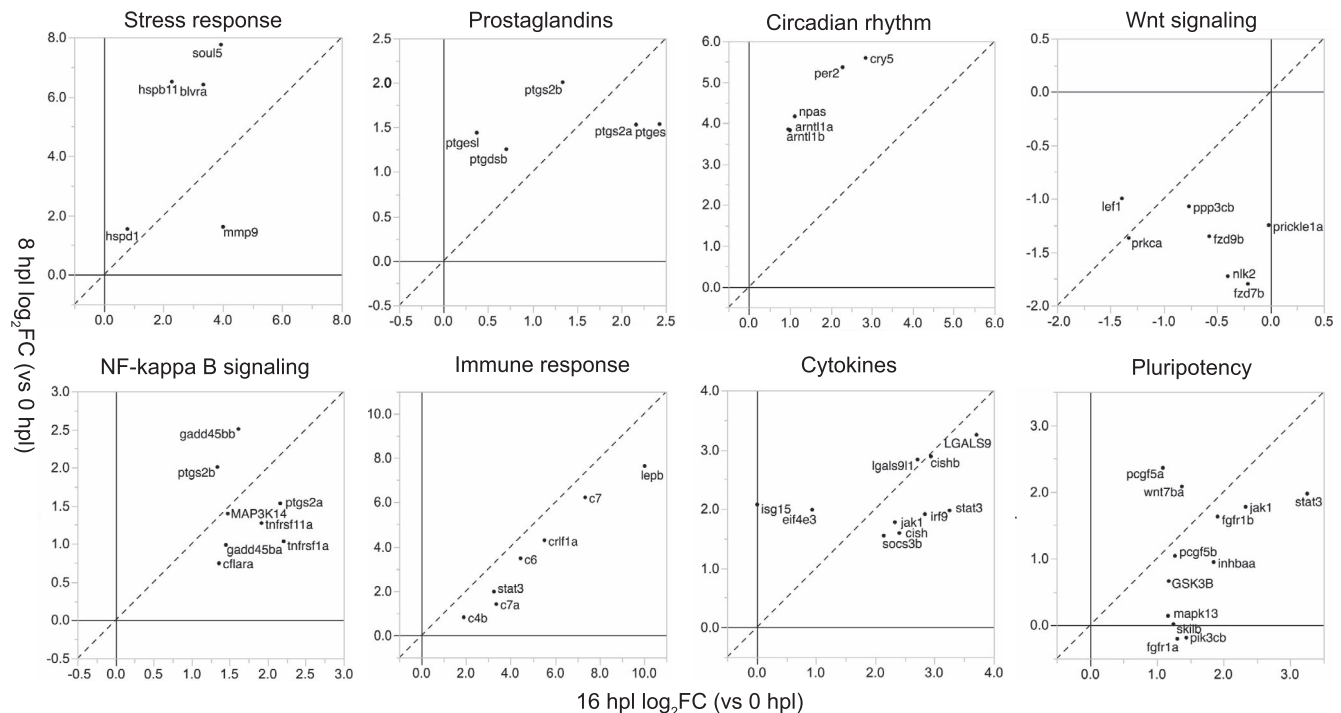 Stress response
8.0
6.0
4.0
2.0
0.0
0.0 2.0 4.0 6.0 8.0
soul5
hspb11 blvra
hspd1
mmp9
Prostaglandins
2.5
2.0
1.5
1.0
0.5
0.0
-0.5
-0.5 0.0 0.5 1.0 1.5 2.0 2.5
ptgs2b
ptgs2a ptges
ptgesl
ptgdsb
Circadian rhythm
6.0
5.0
4.0
3.0
2.0
1.0
0.0
0.0 1.0 2.0 3.0 4.0 5.0 6.0
cry5
per2
npas
arntl1a
arntl1b
Wnt signaling
0.5
0.0
-0.5
-1.0
-1.5
-2.0
-2.0 -1.5 -1.0 -0.5 0.0 0.5
lef1
ppp3cb
prickle1a
prkca
fzd9b
nlk2
fzd7b
8 hpl log2FC (vs 0 hpl)
NF-kappa B signaling
3.0
2.5
2.0
1.5
1.0
0.5
0.0
-0.5
-0.5 0.0 0.5 1.0 1.5 2.0 2.5 3.0
gadd45bb
ptgs2b
ptgs2a
MAP3K14
tnfrsf11a
gadd45ba
tnfrsf1a
cflara
Immune response
10.0
8.0
6.0
4.0
2.0
0.0
0.0 2.0 4.0 6.0 8.0 10.0
lepb
c7
crlf1a
c6
stat3
c7a
c4b
Cytokines
4.0
3.0
2.0
1.0
0.0
0.0 1.0 2.0 3.0 4.0
LGALS9
lgals9l1
cishb
isg15
eif4e3
stat3
irf9
jak1
cish
socs3b
Pluripotency
3.0
2.0
1.0
0.0
0.0 1.0 2.0 3.0
pcgf5a
wnt7ba
stat3
jak1
fgfr1b
pcgf5b
inhbaa
GSK3B
mapk13
skilb
pik3cb
fgfr1a
16 hpl log2FC (vs 0 hpl)